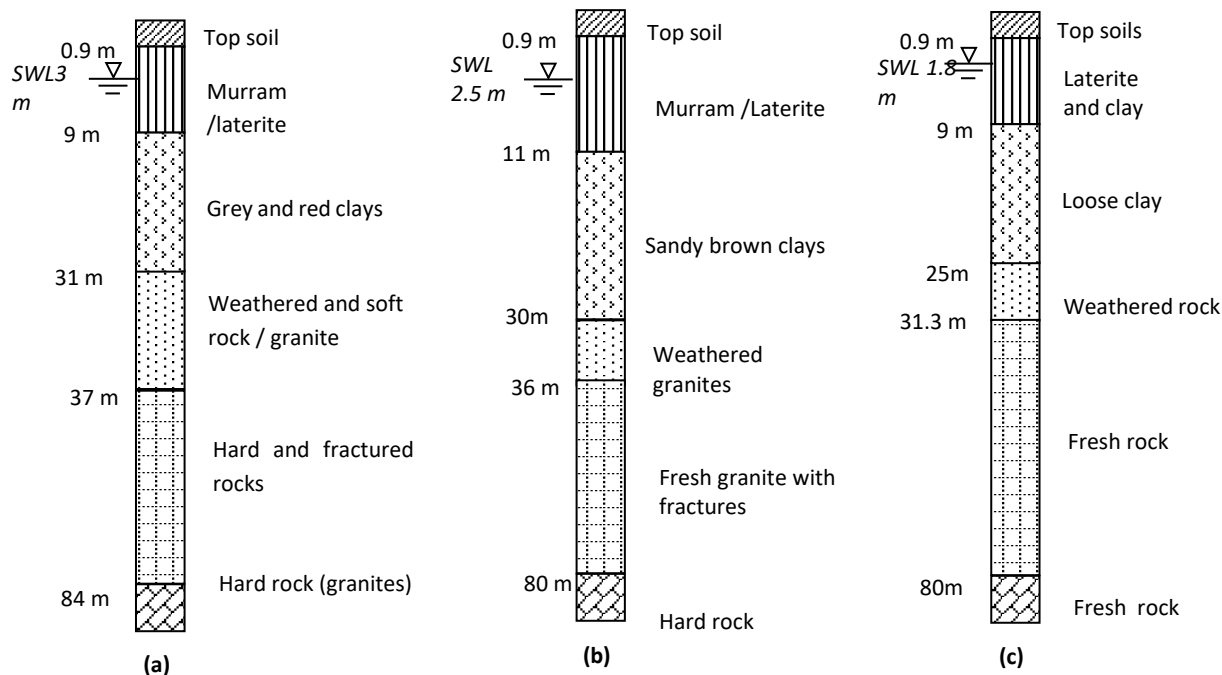 Top soil
0.9 m
SWL3
m
Murram
/laterite
9 m
Grey and red clays
31 m
Weathered and soft
rock / granite
37 m
Hard and fractured
rocks
Hard rock (granites)
84 m
(a)
Top soil
0.9 m
SWL
2.5 m
Murram /Laterite
11 m
Sandy brown clays
30m
Weathered
granites
36 m
Fresh granite with
fractures
80 m
Hard rock
(b)
Top soils
0.9 m
SWL 1.8
m
Laterite
and clay
9 m
Loose clay
25m
Weathered rock
31.3 m
Fresh rock
80m
Fresh rock
(c)